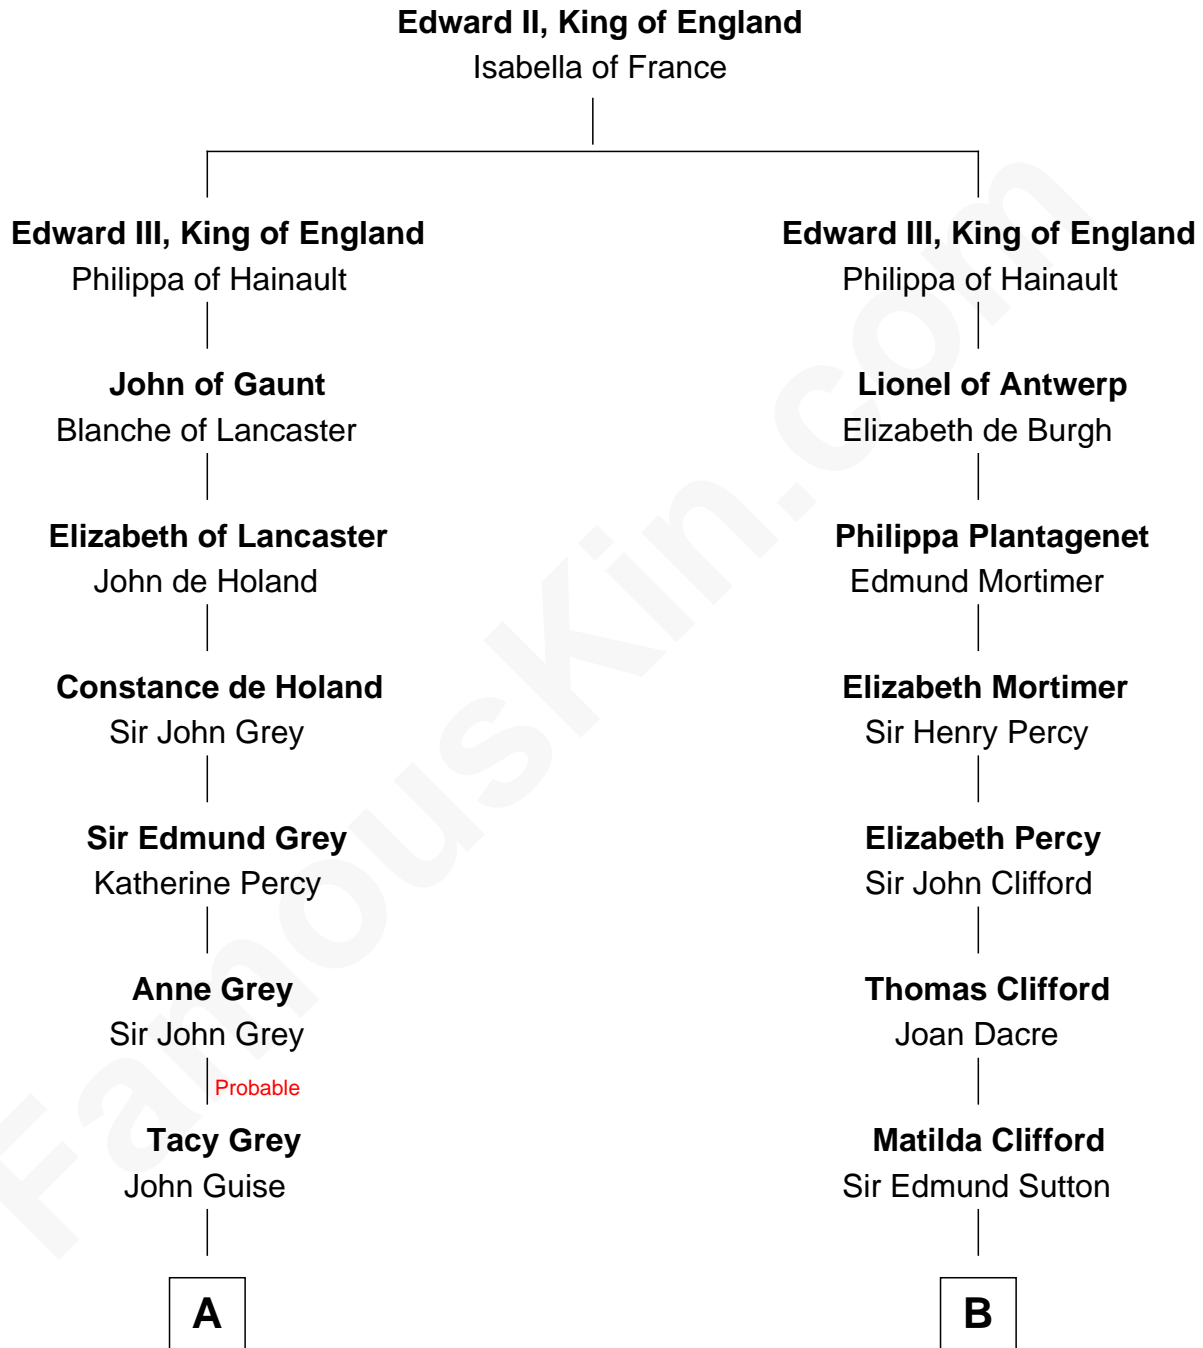 Edward II, King of England
Isabella of France
Edward III, King of England
Philippa of Hainault
John of Gaunt
Blanche of Lancaster
Elizabeth of Lancaster
John de Holand
Constance de Holand
Sir John Grey
Sir Edmund Grey
Katherine Percy
Anne Grey
Sir John Grey
Probable
Tacy Grey
John Guise
A
Edward III, King of England
Philippa of Hainault
Lionel of Antwerp
Elizabeth de Burgh
Philippa Plantagenet
Edmund Mortimer
Elizabeth Mortimer
Sir Henry Percy
Elizabeth Percy
Sir John Clifford
Thomas Clifford
Joan Dacre
Matilda Clifford
Sir Edmund Sutton
B
FamousKin.com